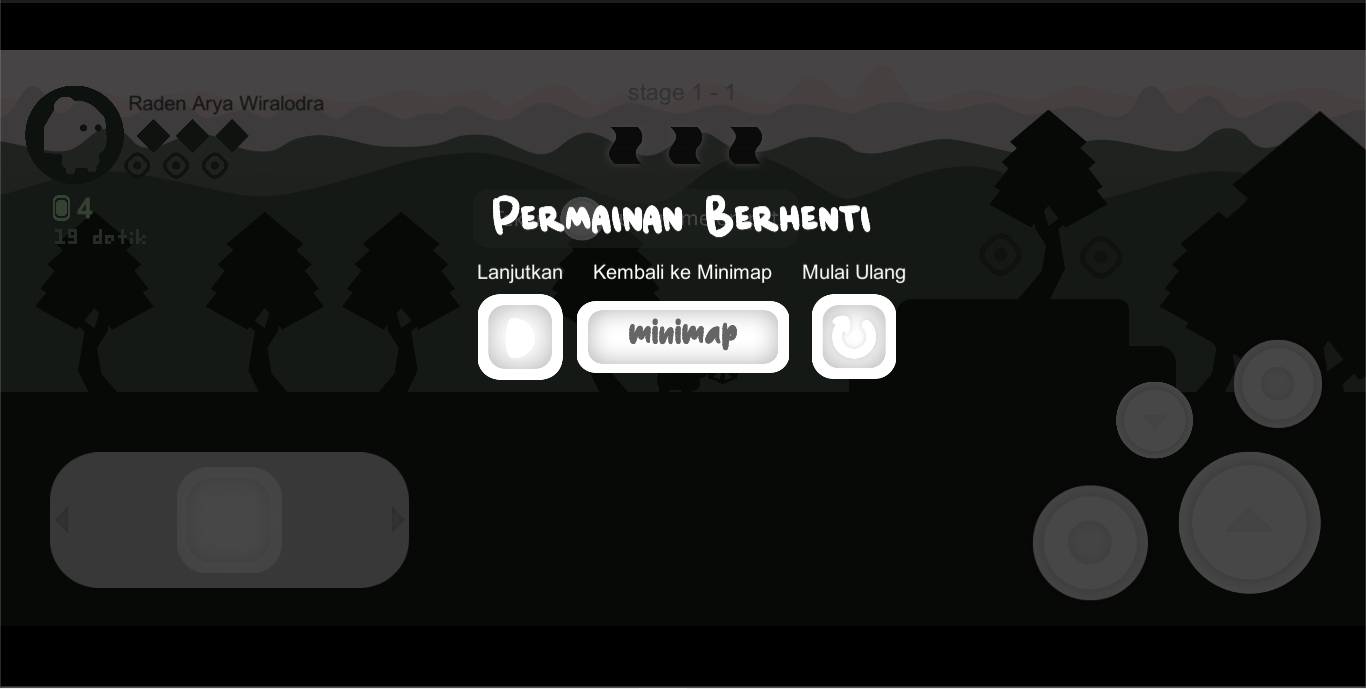 Raden Arya Wiralodra
stage 1 - 1
4
19 detik
Permainan Berhenti
Lanjutkan
Kembali ke Minimap
Mulai Ulang
minimap